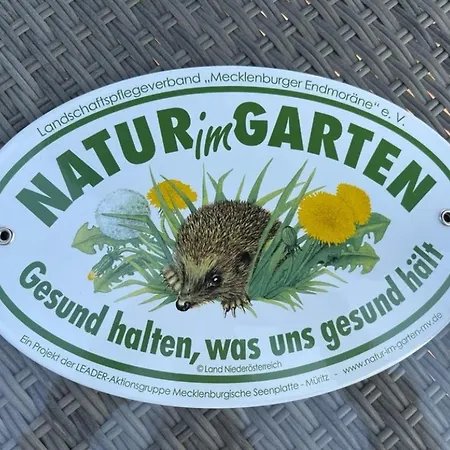 Landschaftspflegeverband „Mecklenburger Endmoräne" e. V.
NATUR im GARTEN
Gesund halten, was uns gesund hält
© Land Niederösterreich
Ein Projekt der LEADER-Aktionsgruppe Mecklenburgische Seenplatte - Müritz - www.natur-im-garten-mv.de